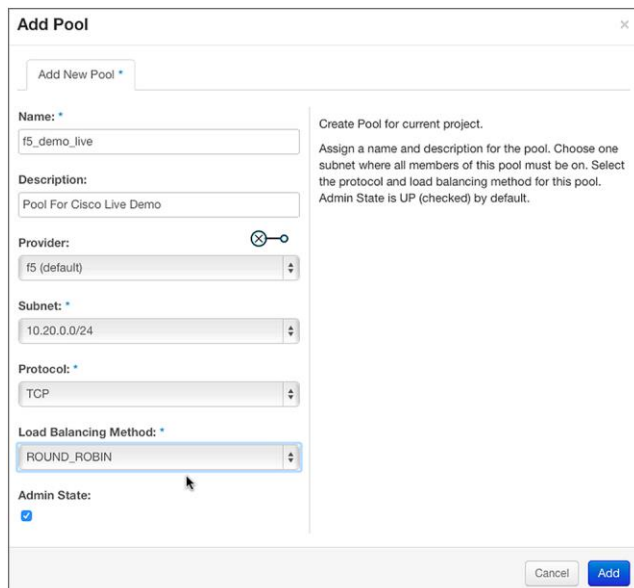 Add Pool
×
Add New Pool *
Name: *
f5_demo_live
Description:
Pool For Cisco Live Demo
Provider:
f5 (default)
Subnet: *
10.20.0.0/24
Protocol: *
TCP
Load Balancing Method: *
ROUND_ROBIN
Admin State:
Create Pool for current project.
Assign a name and description for the pool. Choose one
subnet where all members of this pool must be on. Select
the protocol and load balancing method for this pool.
Admin State is UP (checked) by default.
Cancel
Add